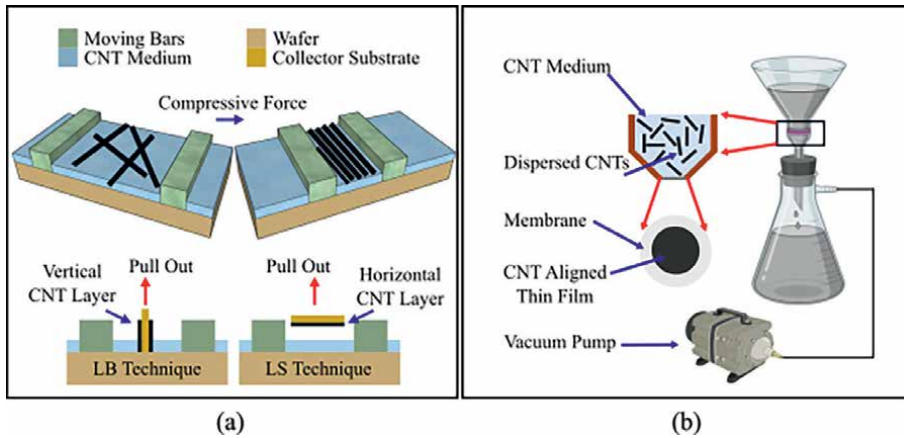 Moving Bars
CNT Medium
Wafer
Collector Substrate
Compressive Force
Vertical
CNT Layer
Pull Out
Pull Out
Horizontal
CNT Layer
LB Technique
LS Technique
(a)
CNT Medium
Dispersed CNTs
Membrane
CNT Aligned
Thin Film
Vacuum Pump
(b)